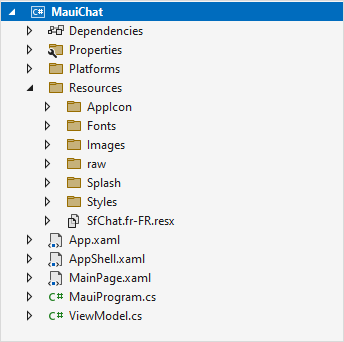 MauiChat
Dependencies
Properties
Platforms
Resources
AppIcon
Fonts
Images
raw
Splash
Styles
SfChat.fr-FR.resx
App.xaml
AppShell.xaml
MainPage.xaml
C# MauiProgram.cs
C# ViewModel.cs